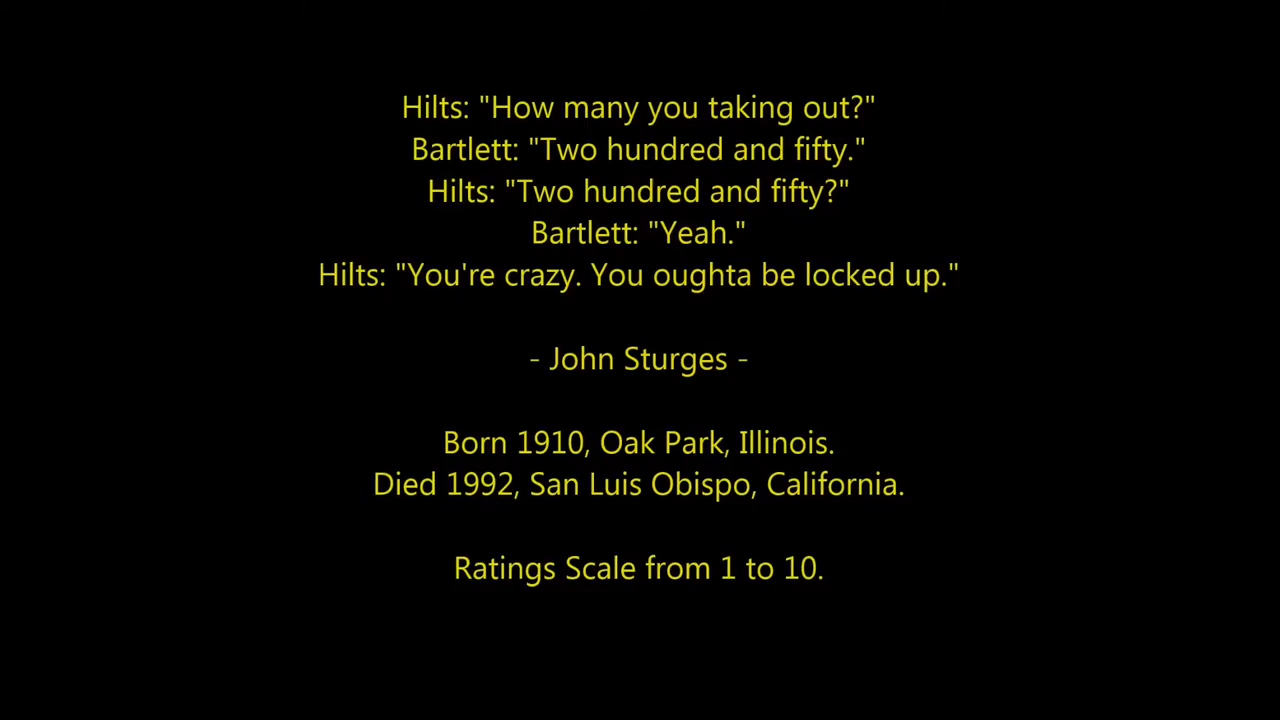 Hilts: "How many you taking out?"
Bartlett: "Two hundred and fifty."
Hilts: "Two hundred and fifty?"
Bartlett: "Yeah."
Hilts: "You're crazy. You oughta be locked up."
- John Sturges -
Born 1910, Oak Park, Illinois.
Died 1992, San Luis Obispo, California.
Ratings Scale from 1 to 10.